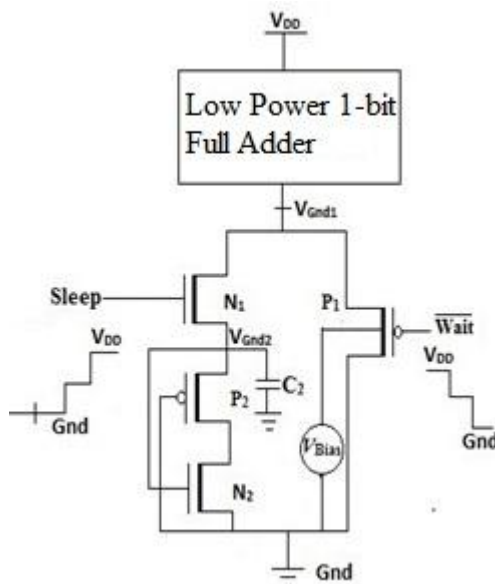 VDD
Low Power 1-bit
Full Adder
VGnd1
Sleep
N1
P1
Wait
VGnd2
VDD
VDD
P2
C2
Gnd
VBias
Gnd
N2
Gnd